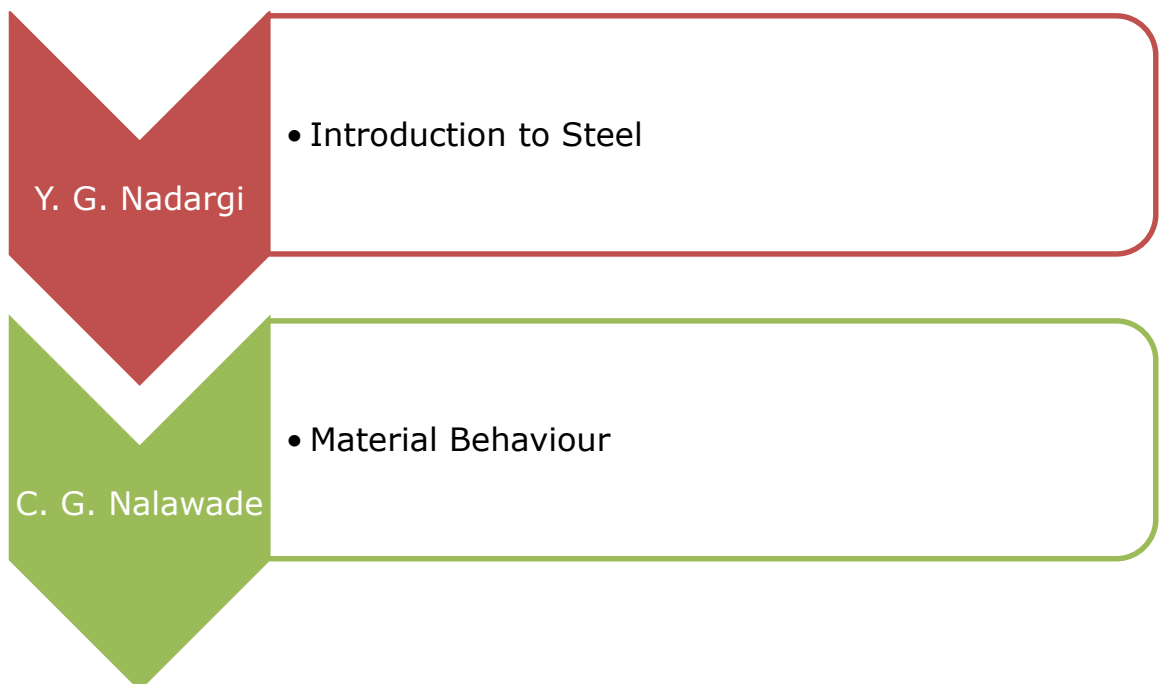 Y. G. Nadargi
• Introduction to Steel
C. G. Nalawade
• Material Behaviour